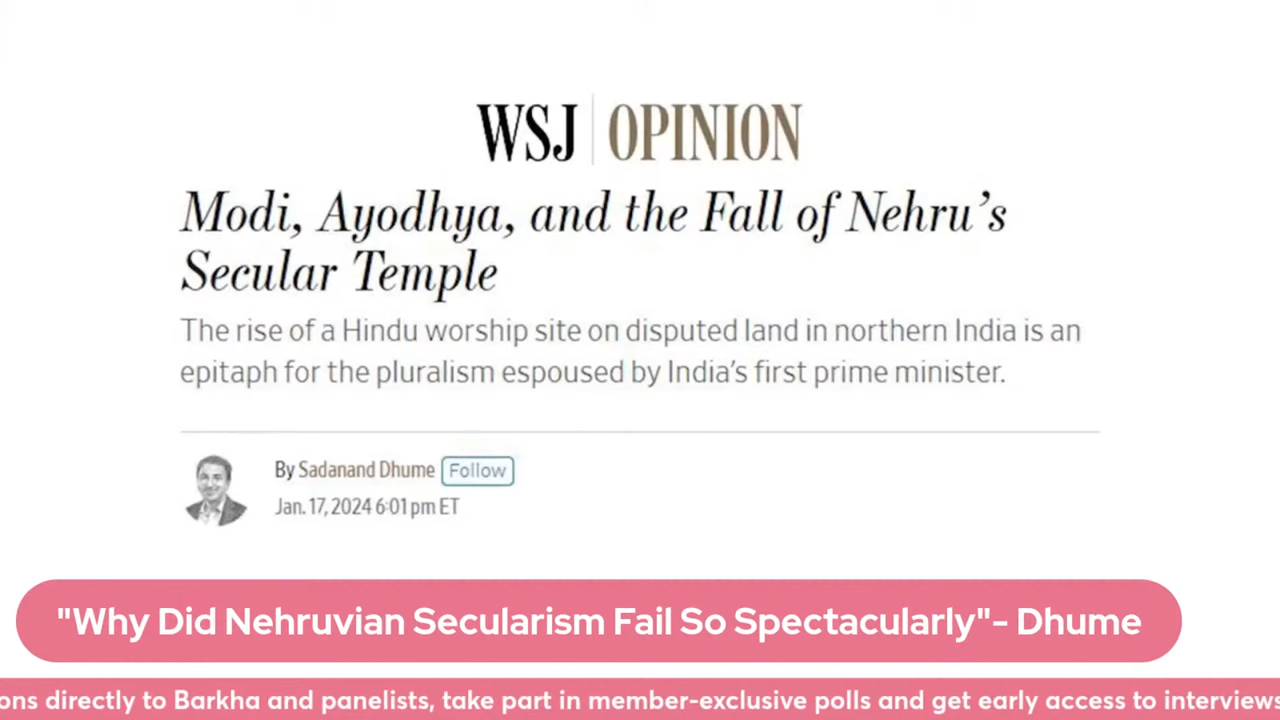 WSJ OPINION
Modi, Ayodhya, and the Fall of Nehru's
Secular Temple
The rise of a Hindu worship site on disputed land in northern India is an
epitaph for the pluralism espoused by India's first prime minister.
By Sadanand Dhume Follow
Jan. 17, 2024 6:01 pm ET
"Why Did Nehruvian Secularism Fail So Spectacularly"- Dhume
ons directly to Barkha and panelists, take part in member-exclusive polls and get early access to interviews